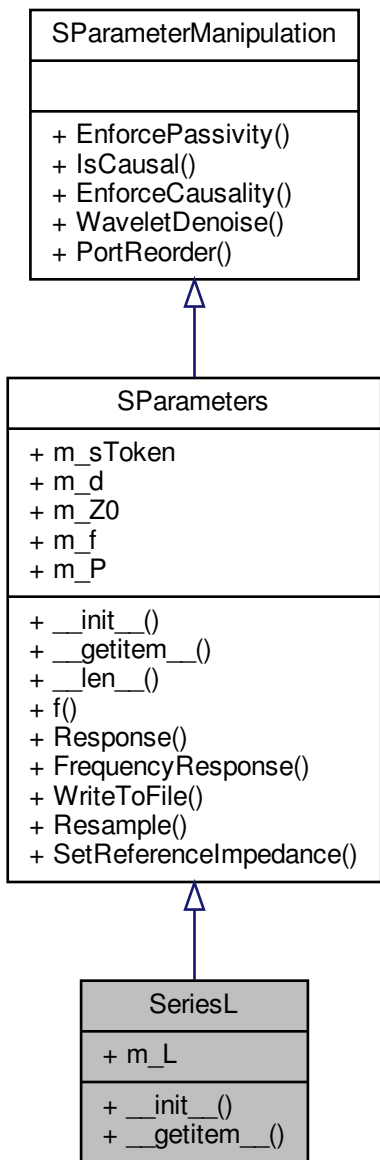 SParameterManipulation
+ EnforcePassivity()
+ IsCausal()
+ EnforceCausality()
+ WaveletDenoise()
+ PortReorder()
SParameters
+ m_sToken
+ m_d
+ m_Z0
+ m_f
+ m_P
+ __init__()
+ __getitem__()
+ __len__()
+ f()
+ Response()
+ FrequencyResponse()
+ WriteToFile()
+ Resample()
+ SetReferenceImpedance()
SeriesL
+ m_L
+ __init__()
+ __getitem__()